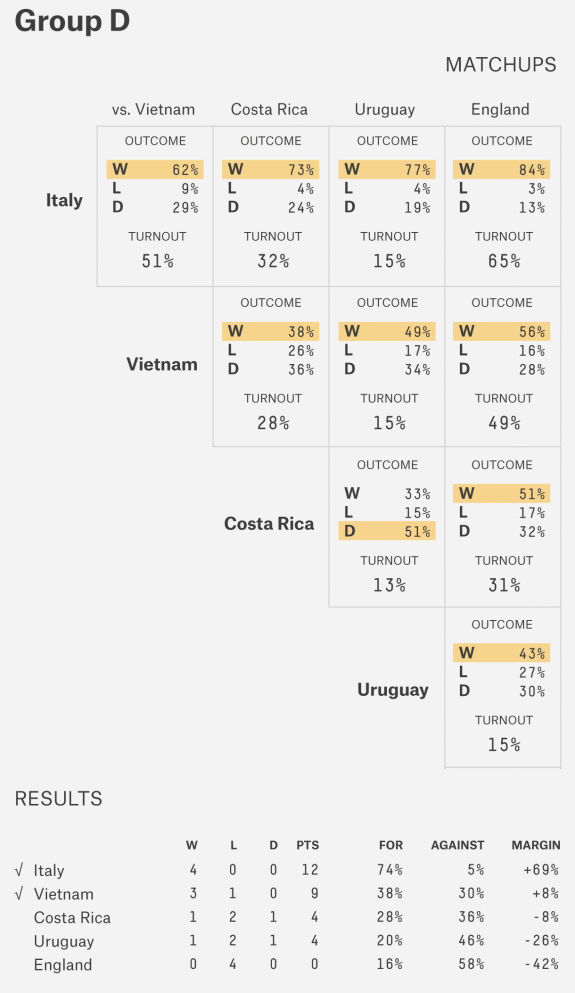 Group D
MATCHUPS
vs. Vietnam Costa Rica Uruguay England
OUTCOME OUTCOME OUTCOME OUTCOME
W 62% W 73% W 77% W 84%
Italy L 9% L 4% L 4% L 3%
D 29% D 24% D 19% D 13%
TURNOUT TURNOUT TURNOUT TURNOUT
51% 32% 15% 65%
OUTCOME OUTCOME OUTCOME
W 38% W 49% W 56%
L 26% L 17% L 16%
Vietnam D 36% D 34% D 28%
TURNOUT TURNOUT TURNOUT
28% 15% 49%
OUTCOME OUTCOME
W 33% W 51%
L 15% L 17%
Costa Rica D 51% D 32%
TURNOUT TURNOUT
13% 31%
OUTCOME
W 43%
L 27%
Uruguay D 30%
TURNOUT
15%
RESULTS
W L D PTS FOR AGAINST MARGIN
√ Italy 4 0 0 12 74% 5% +69%
√ Vietnam 3 1 0 9 38% 30% +8%
Costa Rica 1 2 1 4 28% 36% -8%
Uruguay 1 2 1 4 20% 46% -26%
England 0 4 0 0 16% 58% -42%